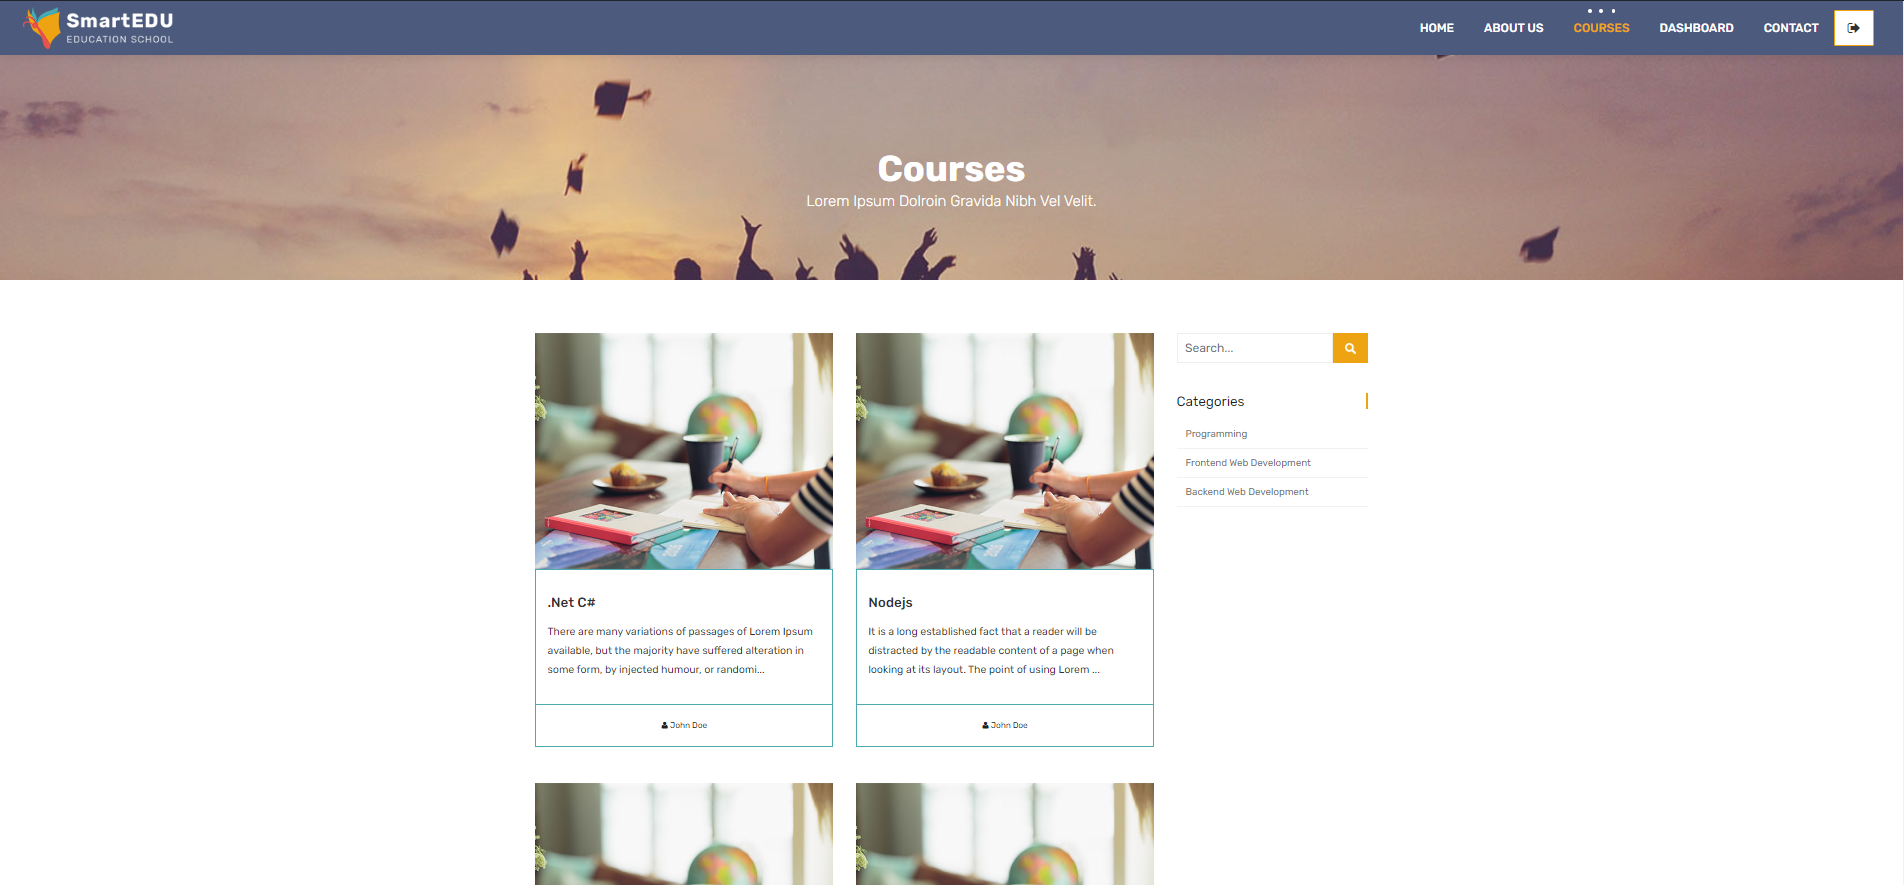 SmartEDU
EDUCATION SCHOOL
HOME
ABOUT US
COURSES
DASHBOARD
CONTACT
Courses
Lorem Ipsum Dolroin Gravida Nibh Vel Velit.
.Net C#
There are many variations of passages of Lorem Ipsum
available, but the majority have suffered alteration in
some form, by injected humour, or randomi...
John Doe
Nodejs
It is a long established fact that a reader will be
distracted by the readable content of a page when
looking at its layout. The point of using Lorem ...
John Doe
Search...
Categories
Programming
Frontend Web Development
Backend Web Development